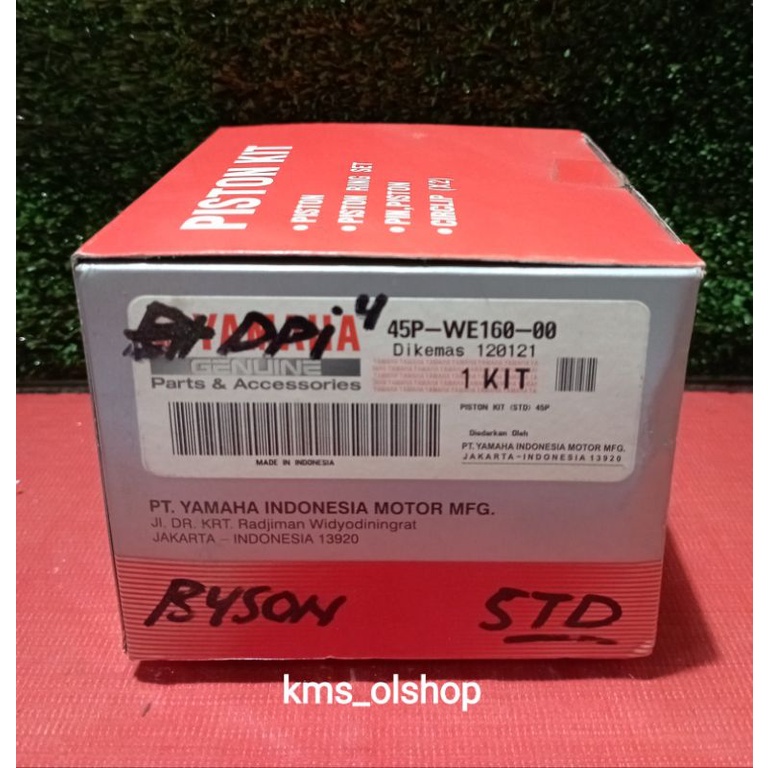 PISTON KIT
• PISTON
• PISTON RING SET
• PIN, PISTON
• CIRCLIP (X2)
YAMAHA
45P-WE160-00
GENUINE
Dikemas 120121
Parts & Accessories
1 KIT
PISTON KIT (STD) 45P
Diedarkan Oleh
PT. YAMAHA INDONESIA MOTOR MFG.
JAKARTA-INDONESIA 13920
MADE IN INDONESIA
PT. YAMAHA INDONESIA MOTOR MFG.
Jl. DR. KRT. Radjiman Widyodiningrat
JAKARTA – INDONESIA 13920
BYSON STD
kms_olshop